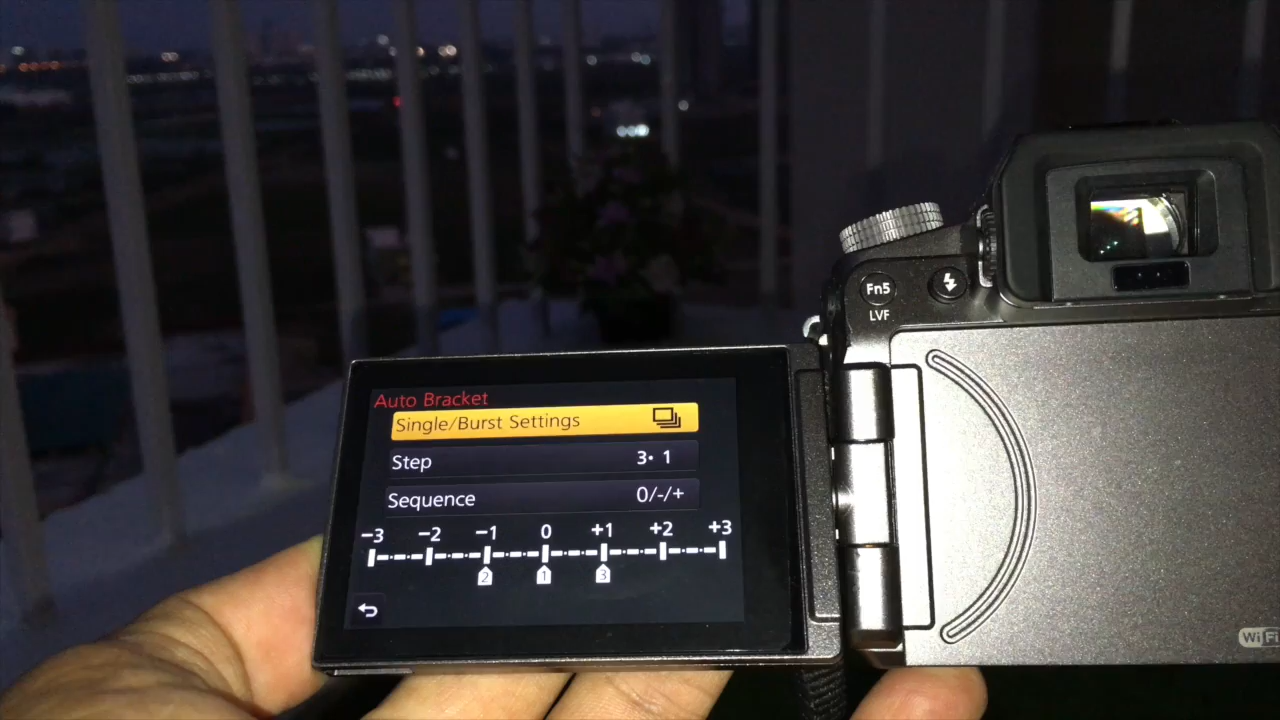 Fn5
LVF
Auto Bracket
Single/Burst Settings
Step 3• 1
Sequence 0/-/+
−3 −2 −1 0 +1 +2 +3
2 1 3
WiFi